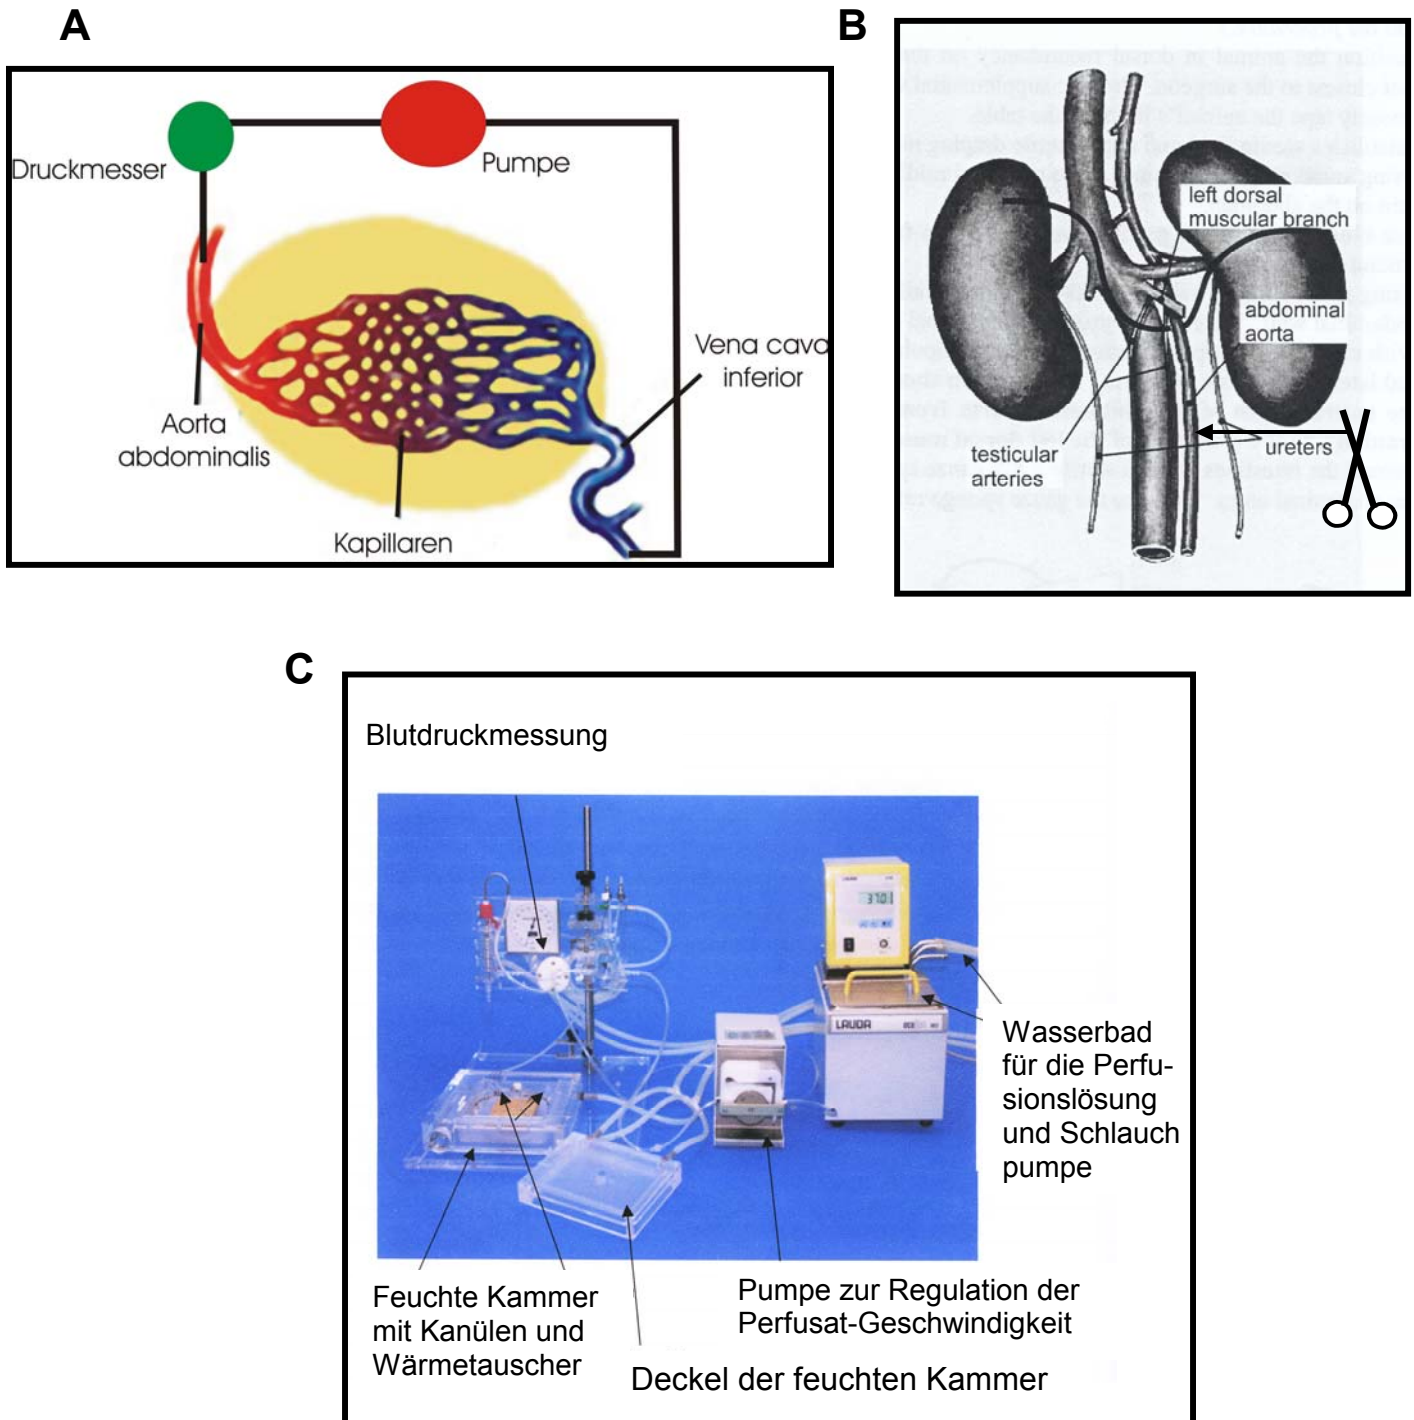 A
Druckmesser
Pumpe
Aorta
abdominalis
Kapillaren
Vena cava
inferior
B
left dorsal
muscular branch
abdominal
aorta
ureters
testicular
arteries
C
Blutdruckmessung
37.01
LAUDA
Wasserbad
für die Perfu-
sionslösung
und Schlauch
pumpe
Feuchte Kammer
mit Kanülen und
Wärmetauscher
Pumpe zur Regulation der
Perfusat-Geschwindigkeit
Deckel der feuchten Kammer